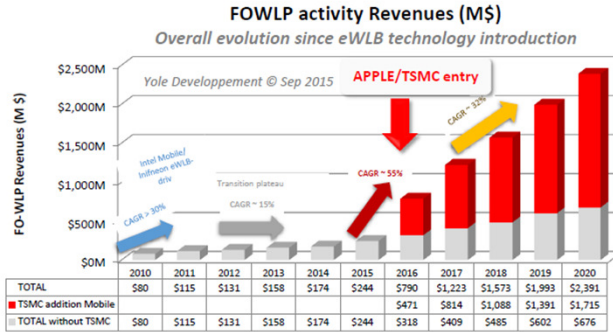 FOWLP activity Revenues (M$)
Overall evolution since eWLB technology introduction
Yole Developpement © Sep 2015
APPLE/TSMC entry
FO-WLP Revenues (M $)
$2,500M
$2,000M
$1,500M
$1,000M
$500M
$0M
Intel Mobile/
Infineon eWLB-
driv
CAGR > 30%
Transition plateau
CAGR ~ 15%
CAGR ~ 55%
CAGR ~ 32%
2010 2011 2012 2013 2014 2015 2016 2017 2018 2019 2020
TOTAL $80 $115 $131 $158 $174 $244 $790 $1,223 $1,573 $1,993 $2,391
TSMC addition Mobile $471 $814 $1,088 $1,391 $1,715
TOTAL without TSMC $80 $115 $131 $158 $174 $244 $318 $409 $485 $602 $676